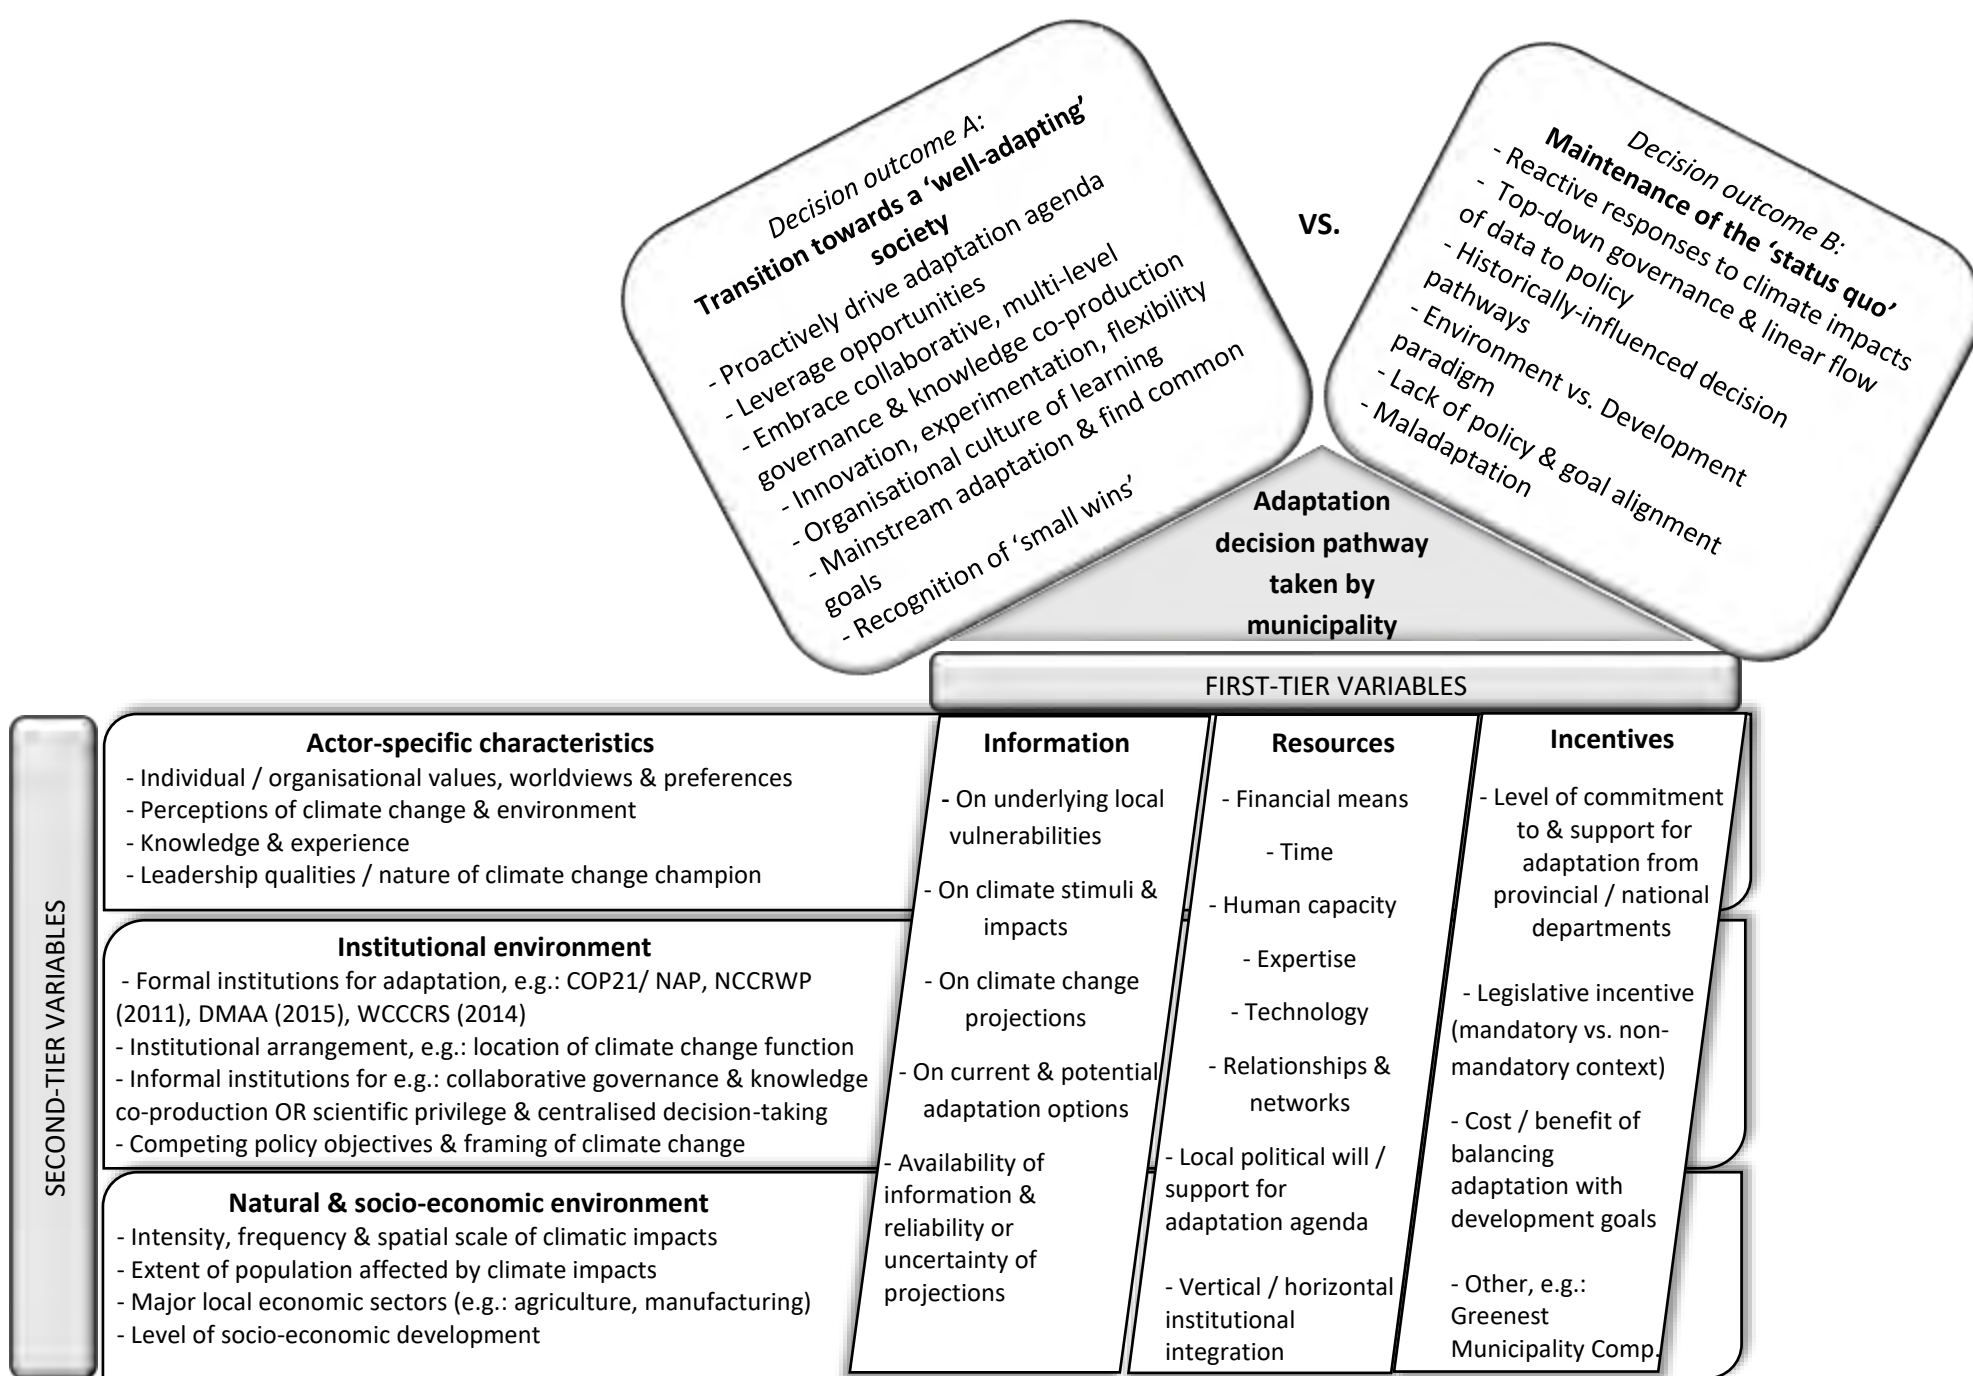 Decision outcome A:
Transition towards a ‘well-adapting’
society
- Proactively drive adaptation agenda
- Leverage opportunities
- Embrace collaborative, multi-level
governance & knowledge co-production
- Innovation, experimentation, flexibility
- Organisational culture of learning
- Mainstream adaptation & find common
goals
- Recognition of ‘small wins’
VS.
Decision outcome B:
Maintenance of the ‘status quo’
- Reactive responses to climate impacts
- Top-down governance & linear flow
of data to policy
- Historically-influenced decision
pathways
- Environment vs. Development
paradigm
- Lack of policy & goal alignment
- Maladaptation
Adaptation
decision pathway
taken by
municipality
FIRST-TIER VARIABLES
SECOND-TIER VARIABLES
Actor-specific characteristics
- Individual / organisational values, worldviews & preferences
- Perceptions of climate change & environment
- Knowledge & experience
- Leadership qualities / nature of climate change champion
Institutional environment
- Formal institutions for adaptation, e.g.: COP21/ NAP, NCCRWP
(2011), DMAA (2015), WCCCRS (2014)
- Institutional arrangement, e.g.: location of climate change function
- Informal institutions for e.g.: collaborative governance & knowledge
co-production OR scientific privilege & centralised decision-taking
- Competing policy objectives & framing of climate change
Natural & socio-economic environment
- Intensity, frequency & spatial scale of climatic impacts
- Extent of population affected by climate impacts
- Major local economic sectors (e.g.: agriculture, manufacturing)
- Level of socio-economic development
Information
- On underlying local
vulnerabilities
- On climate stimuli &
impacts
- On climate change
projections
- On current & potential
adaptation options
- Availability of
information &
reliability or
uncertainty of
projections
Resources
- Financial means
- Time
- Human capacity
- Expertise
- Technology
- Relationships &
networks
- Local political will /
support for
adaptation agenda
- Vertical / horizontal
institutional
integration
Incentives
- Level of commitment
to & support for
adaptation from
provincial / national
departments
- Legislative incentive
(mandatory vs. non-
mandatory context)
- Cost / benefit of
balancing
adaptation with
development goals
- Other, e.g.:
Greenest
Municipality Comp.